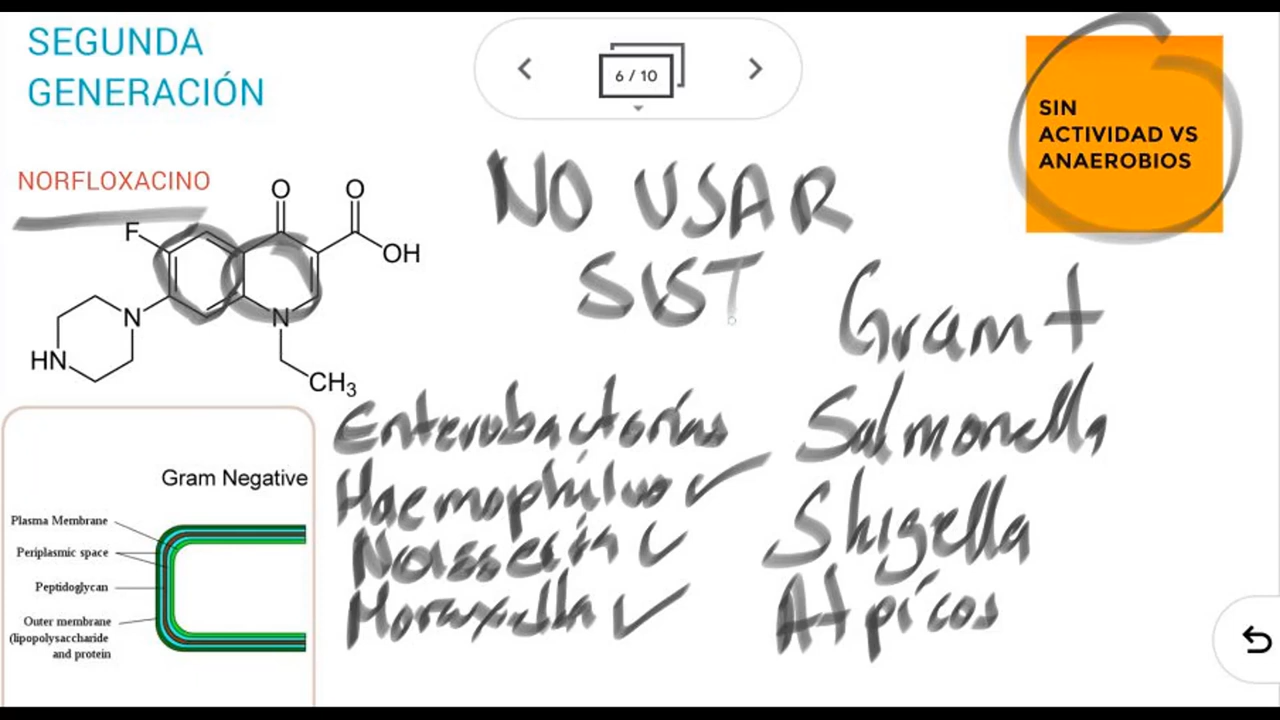 SEGUNDA
GENERACIÓN
6 / 10
SIN
ACTIVIDAD VS
ANAEROBIOS
NORFLOXACINO
O
O
F
OH
N
N
HN
CH3
NO USAR
SIST
Gram +
Enterobacterias
Salmonella
Haemophilus
Shigella
Neisseria
Moraxella
Atpicos
Gram Negative
Plasma Membrane
Periplasmic space
Peptidoglycan
Outer membrane
(lipopolysaccharide
and protein